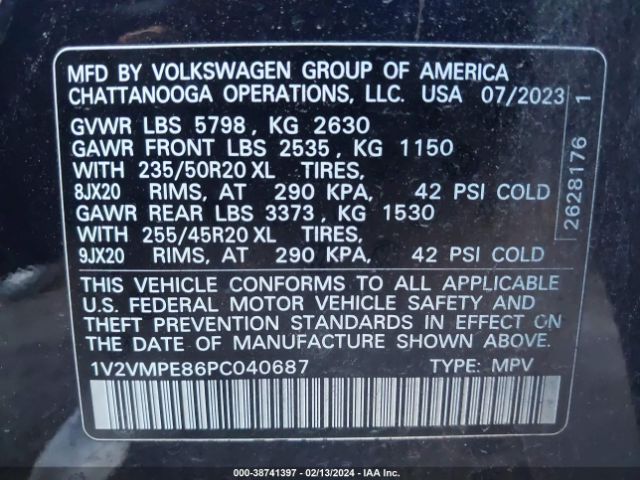 MFD BY VOLKSWAGEN GROUP OF AMERICA
CHATTANOOGA OPERATIONS, LLC. USA 07/2023
GVWR LBS 5798, KG 2630
GAWR FRONT LBS 2535, KG 1150
WITH 235/50R20 XL TIRES,
8JX20 RIMS, AT 290 KPA, 42 PSI COLD
GAWR REAR LBS 3373, KG 1530
WITH 255/45R20 XL TIRES,
9JX20 RIMS, AT 290 KPA, 42 PSI COLD
2628176 1
THIS VEHICLE CONFORMS TO ALL APPLICABLE
U.S. FEDERAL MOTOR VEHICLE SAFETY AND
THEFT PREVENTION STANDARDS IN EFFECT ON
THE DATE OF MANUFACTURE SHOWN ABOVE.
1V2VMPE86PC040687 TYPE: MPV
000-38741397 - 02/13/2024 - IAA Inc.